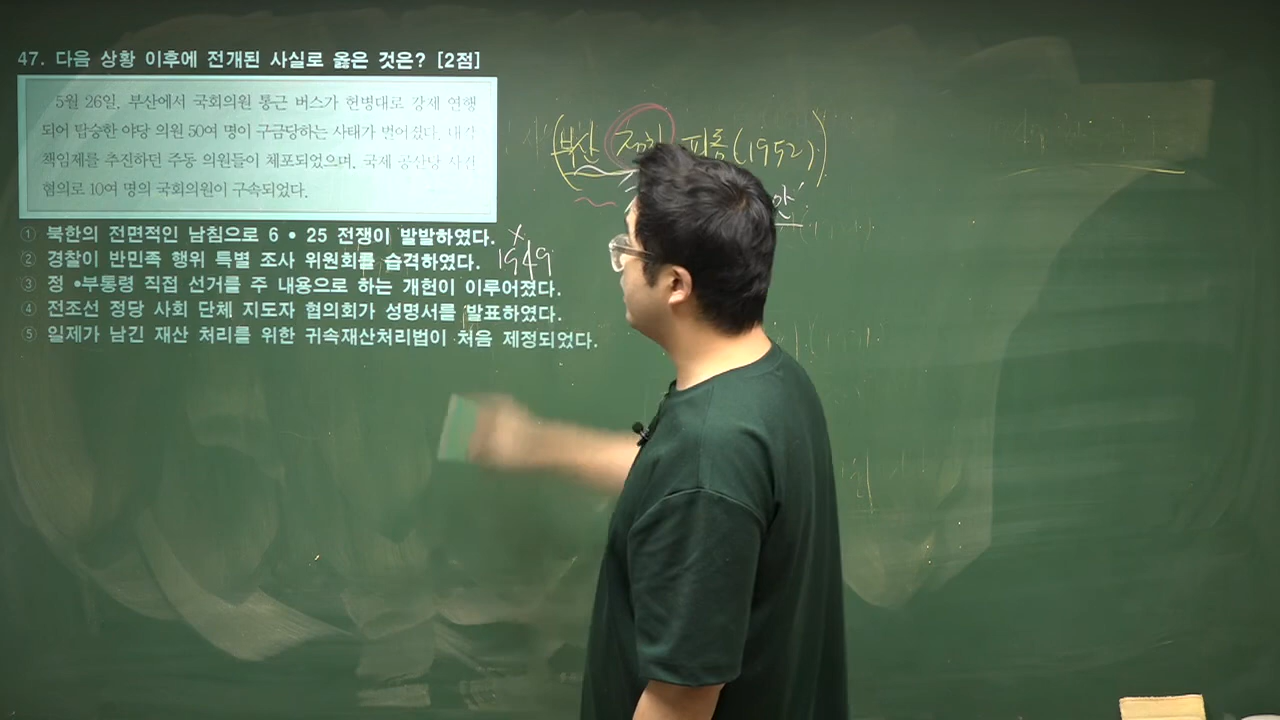 47. 다음 상황 이후에 전개된 사실로 옳은 것은? [2점]
5월 26일, 부산에서 국회의원 통근 버스가 헌병대로 강제 연행
되어 탑승한 야당 의원 50여 명이 구금당하는 사태가 벌어졌다. 내각
책임제를 추진하던 주동 의원들이 체포되었으며, 국제 공산당 사건
혐의로 10여 명의 국회의원이 구속되었다.
① 북한의 전면적인 남침으로 6 • 25 전쟁이 발발하였다.
② 경찰이 반민족 행위 특별 조사 위원회를 습격하였다.
③ 정 •부통령 직접 선거를 주 내용으로 하는 개헌이 이루어졌다.
④ 전조선 정당 사회 단체 지도자 협의회가 성명서를 발표하였다.
⑤ 일제가 남긴 재산 처리를 위한 귀속재산처리법이 처음 제정되었다.
(부산 정치 파동(1952))
1949